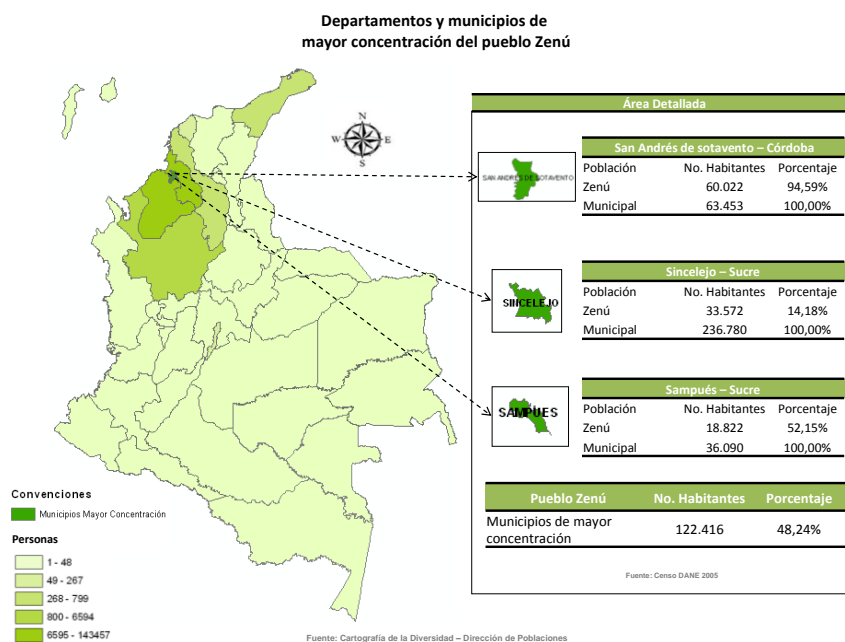 Departamentos y municipios de
mayor concentración del pueblo Zenú
N
W E
S
Área Detallada
SAN ANDRÉS DE SOTAVENTO
San Andrés de sotavento – Córdoba
Población No. Habitantes Porcentaje
Zenú 60.022 94,59%
Municipal 63.453 100,00%
SINCELEJO
Sincelejo – Sucre
Población No. Habitantes Porcentaje
Zenú 33.572 14,18%
Municipal 236.780 100,00%
SAMPUES
Sampués – Sucre
Población No. Habitantes Porcentaje
Zenú 18.822 52,15%
Municipal 36.090 100,00%
Pueblo Zenú No. Habitantes Porcentaje
Municipios de mayor
concentración 122.416 48,24%
Fuente: Censo DANE 2005
Convenciones
Municipios Mayor Concentración
Personas
1 - 48
49 - 267
268 - 799
800 - 6594
6595 - 143457
Fuente: Cartografía de la Diversidad – Dirección de Poblaciones